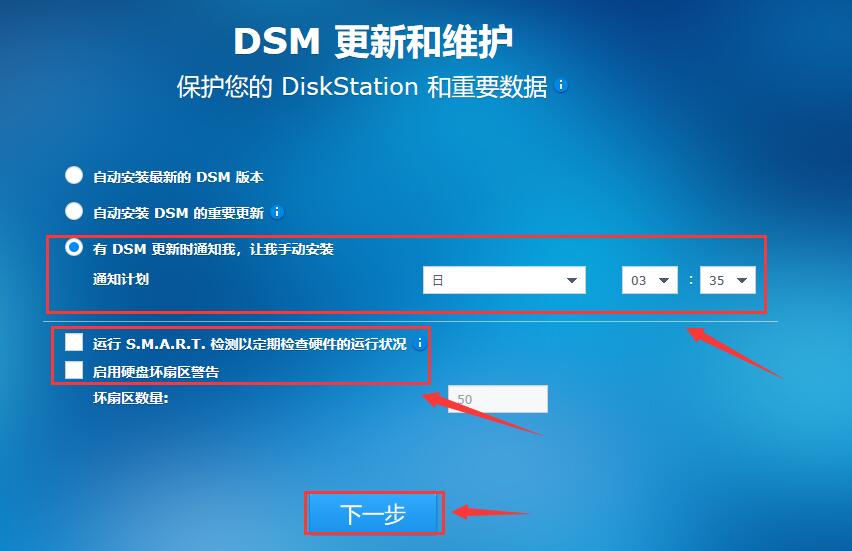 DSM 更新和维护
保护您的 DiskStation 和重要数据 i
自动安装最新的 DSM 版本
自动安装 DSM 的重要更新 i
有 DSM 更新时通知我，让我手动安装
通知计划 日 03 : 35
运行 S.M.A.R.T. 检测以定期检查硬件的运行状况 i
启用硬盘坏扇区警告
坏扇区数量: 50
下一步